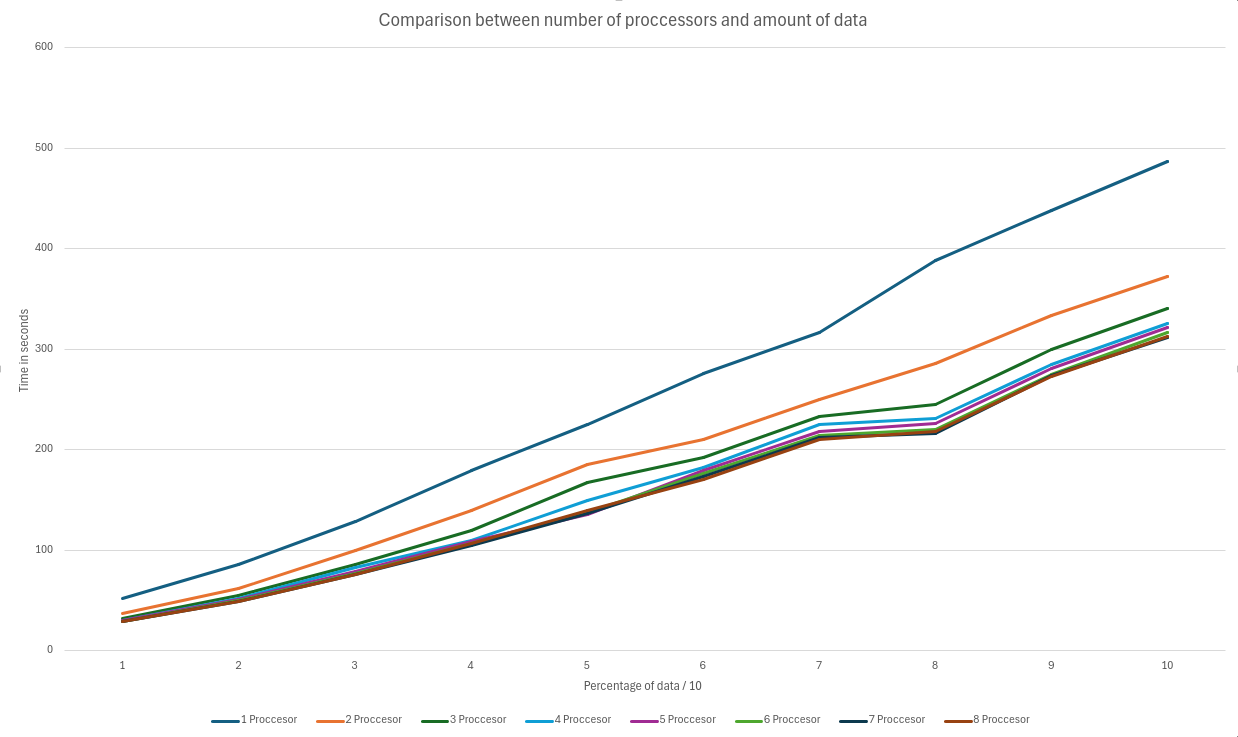 Comparison between number of proccessors and amount of data
600
500
400
300
200
100
0
Time in seconds
1 2 3 4 5 6 7 8 9 10
Percentage of data / 10
1 Proccesor 2 Proccesor 3 Proccesor 4 Proccesor 5 Proccesor 6 Proccesor 7 Proccesor 8 Proccesor